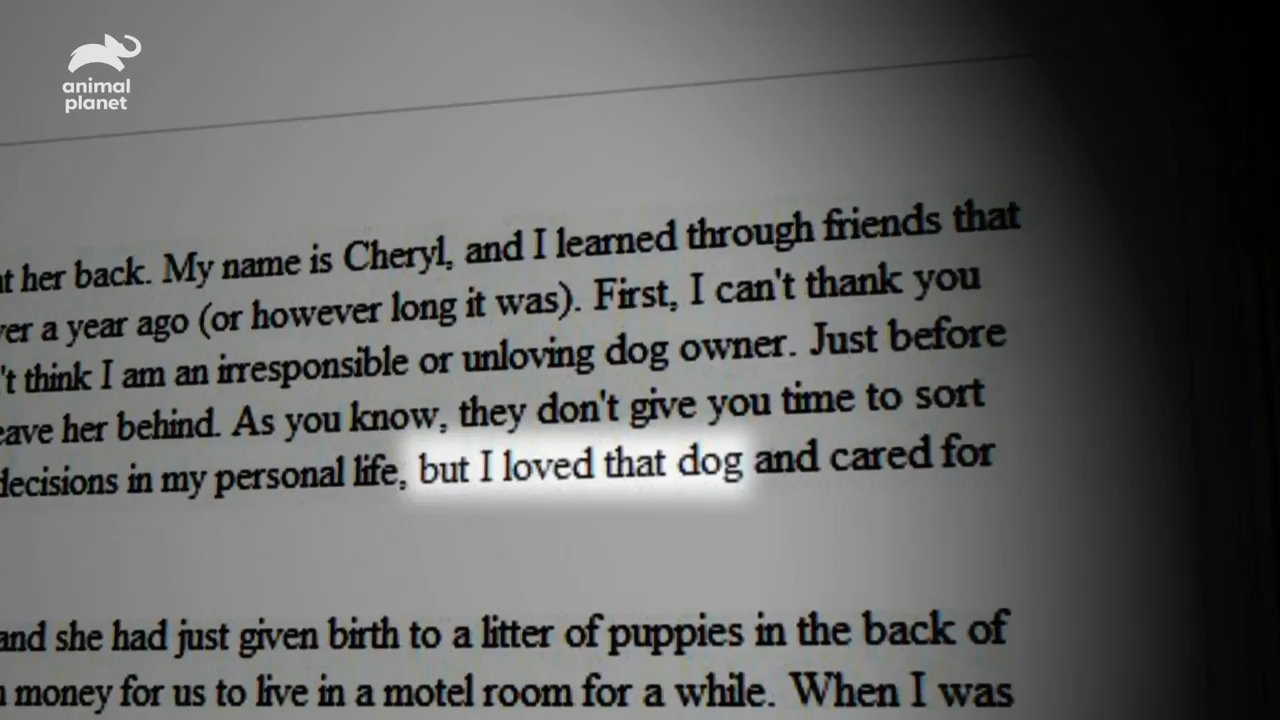 animal
planet
her back. My name is Cheryl, and I learned through friends that
a year ago (or however long it was). First, I can't thank you
think I am an irresponsible or unloving dog owner. Just before
her behind. As you know, they don't give you time to sort
decisions in my personal life, but I loved that dog and cared for
and she had just given birth to a litter of puppies in the back of
money for us to live in a motel room for a while. When I was